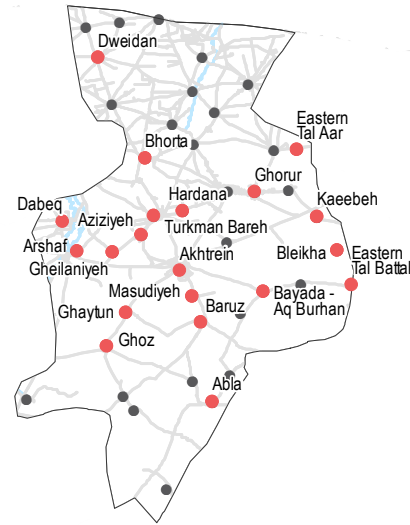 Dweidan
Eastern
Tal Aar
Bhorta
Ghorur
Hardana
Kaeebeh
Dabeq
Aziziyeh
Turkman Bareh
Arshaf
Gheilaniyeh
Akhtrein
Bleikha
Eastern
Tal Battal
Masudiyeh
Bayada -
Aq Burhan
Ghaytun
Baruz
Ghoz
Abla